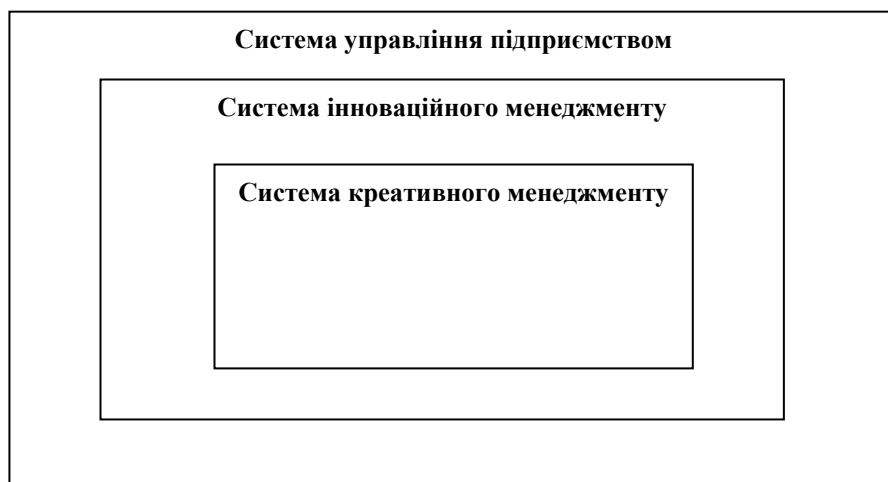 Система управління підприємством
Система інноваційного менеджменту
Система креативного менеджменту